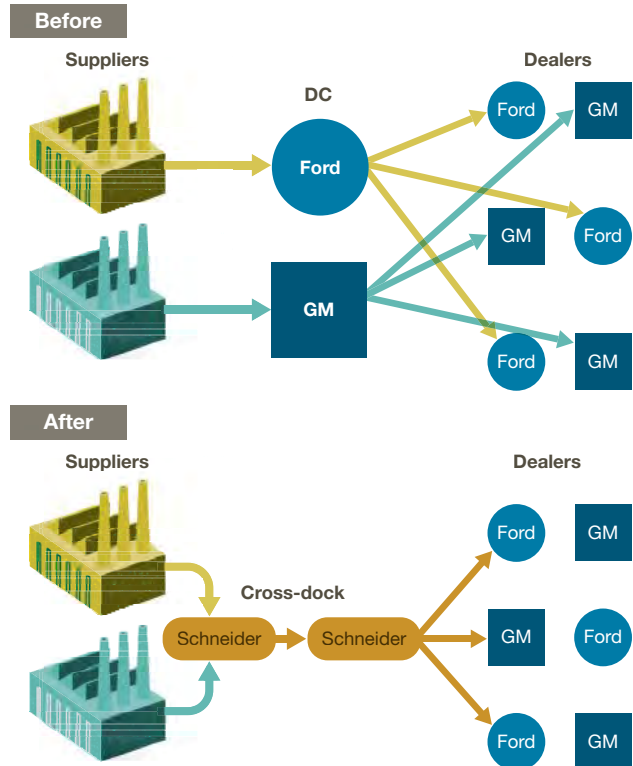 Before
Suppliers
Dealers
DC
Ford
GM
Ford
GM
Ford
GM
Ford
GM
After
Suppliers
Dealers
Ford
GM
Cross-dock
Schneider
Schneider
GM
Ford
Ford
GM